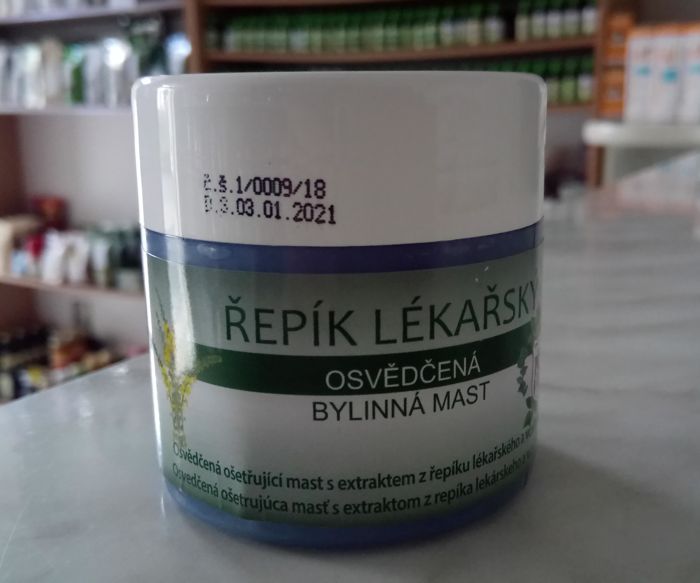 č.š.1/0009/18
D.S.03.01.2021
ŘEPÍK LÉKAŘSKÝ
OSVĚDČENÁ
BYLINNÁ MAST
Osvědčená ošetřující mast s extraktem z řepíku lékařského a
Osvedčená ošetrujúca masť s extraktom z repíka lekárskeho a